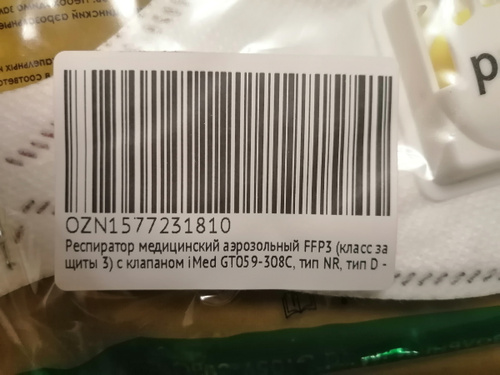 OZN1577231810
Респиратор медицинский аэрозольный FFP3 (класс за
щиты 3) с клапаном iMed GT059-308C, тип NR, тип D -